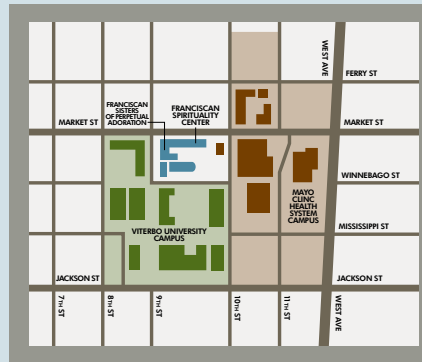 WEST AVE
FERRY ST
FRANCISCAN
SISTERS
OF PERPETUAL
ADORATION
FRANCISCAN
SPIRITUALITY
CENTER
MARKET ST
MARKET ST
WINNEBAGO ST
MAYO
CLINC
HEALTH
SYSTEM
CAMPUS
MISSISSIPPI ST
VITERBO UNIVERSITY
CAMPUS
JACKSON ST
JACKSON ST
7TH ST
8TH ST
9TH ST
10TH ST
11TH ST
WEST AVE